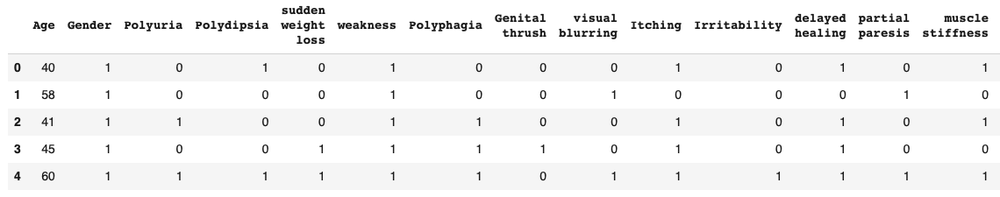 Age Gender Polyuria Polydipsia sudden weight loss weakness Polyphagia Genital thrush visual blurring Itching Irritability delayed healing partial paresis muscle stiffness
0 40 1 0 1 0 1 0 0 0 1 0 1 0 1
1 58 1 0 0 0 1 0 0 1 0 0 0 1 0
2 41 1 1 0 0 1 1 0 0 1 0 1 0 1
3 45 1 0 0 1 1 1 1 0 1 0 1 0 0
4 60 1 1 1 1 1 1 0 1 1 1 1 1 1